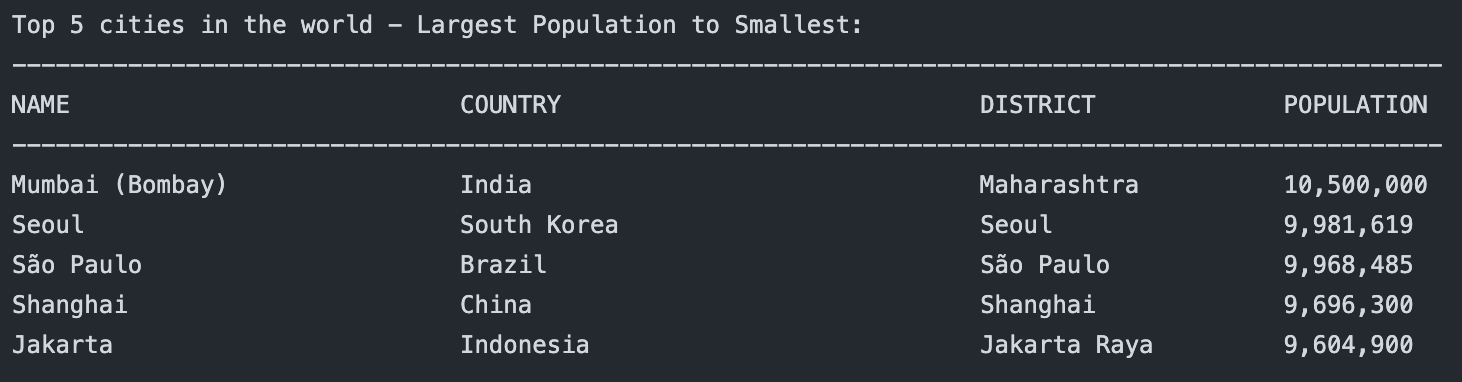 Top 5 cities in the world - Largest Population to Smallest:
---------------------------------------------------------------------------------------------------
NAME COUNTRY DISTRICT POPULATION
---------------------------------------------------------------------------------------------------
Mumbai (Bombay) India Maharashtra 10,500,000
Seoul South Korea Seoul 9,981,619
São Paulo Brazil São Paulo 9,968,485
Shanghai China Shanghai 9,696,300
Jakarta Indonesia Jakarta Raya 9,604,900